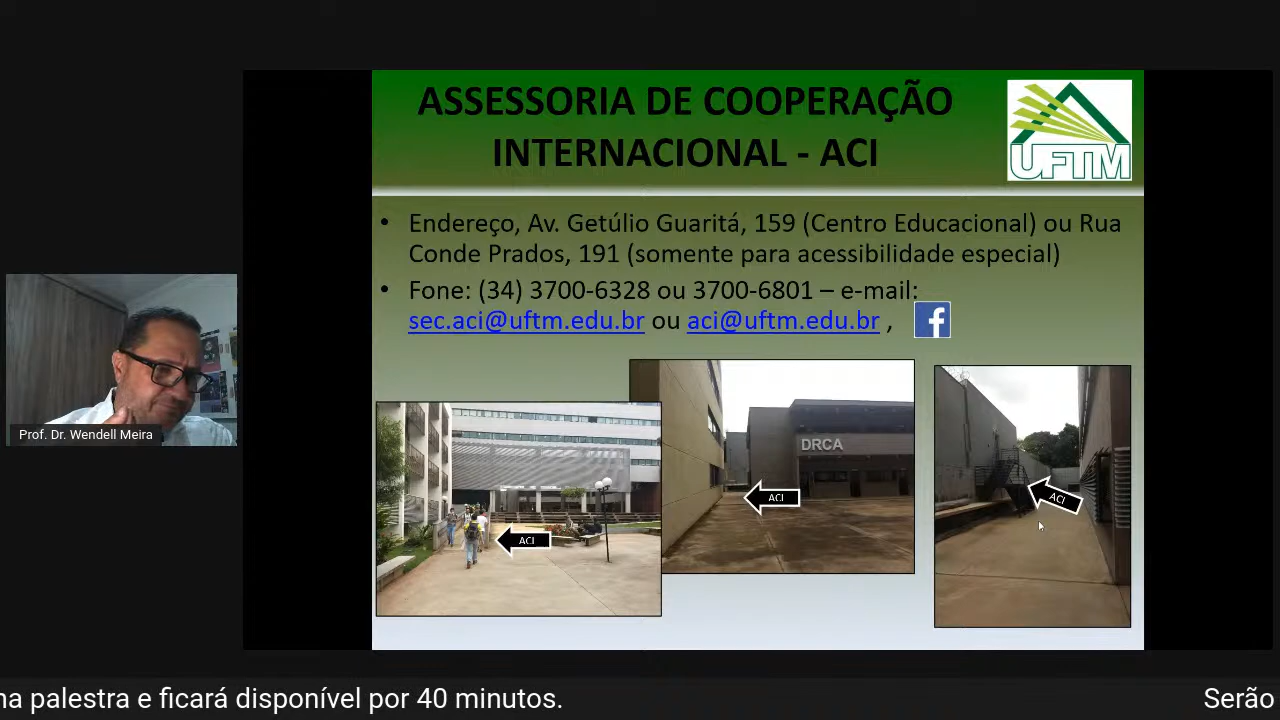 ASSESSORIA DE COOPERAÇÃO
INTERNACIONAL - ACI
UFTM
• Endereço, Av. Getúlio Guaritá, 159 (Centro Educacional) ou Rua
Conde Prados, 191 (somente para acessibilidade especial)
• Fone: (34) 3700-6328 ou 3700-6801 – e-mail:
sec.aci@uftm.edu.br ou aci@uftm.edu.br ,
f
DRCA
ACI
ACI
ACI
Prof. Dr. Wendell Meira
na palestra e ficará disponível por 40 minutos.
Serão